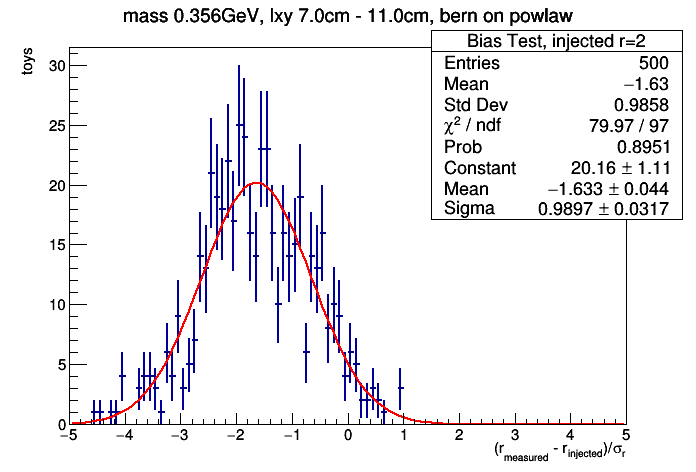 mass 0.356GeV, lxy 7.0cm - 11.0cm, bern on powlaw
toys
Bias Test, injected r=2
Entries 500
Mean −1.63
Std Dev 0.9858
χ² / ndf 79.97 / 97
Prob 0.8951
Constant 20.16 ± 1.11
Mean −1.633 ± 0.044
Sigma 0.9897 ± 0.0317
30
25
20
15
10
5
0
−5 −4 −3 −2 −1 0 1 2 3 4 5
(r_measured - r_injected)/σ_r